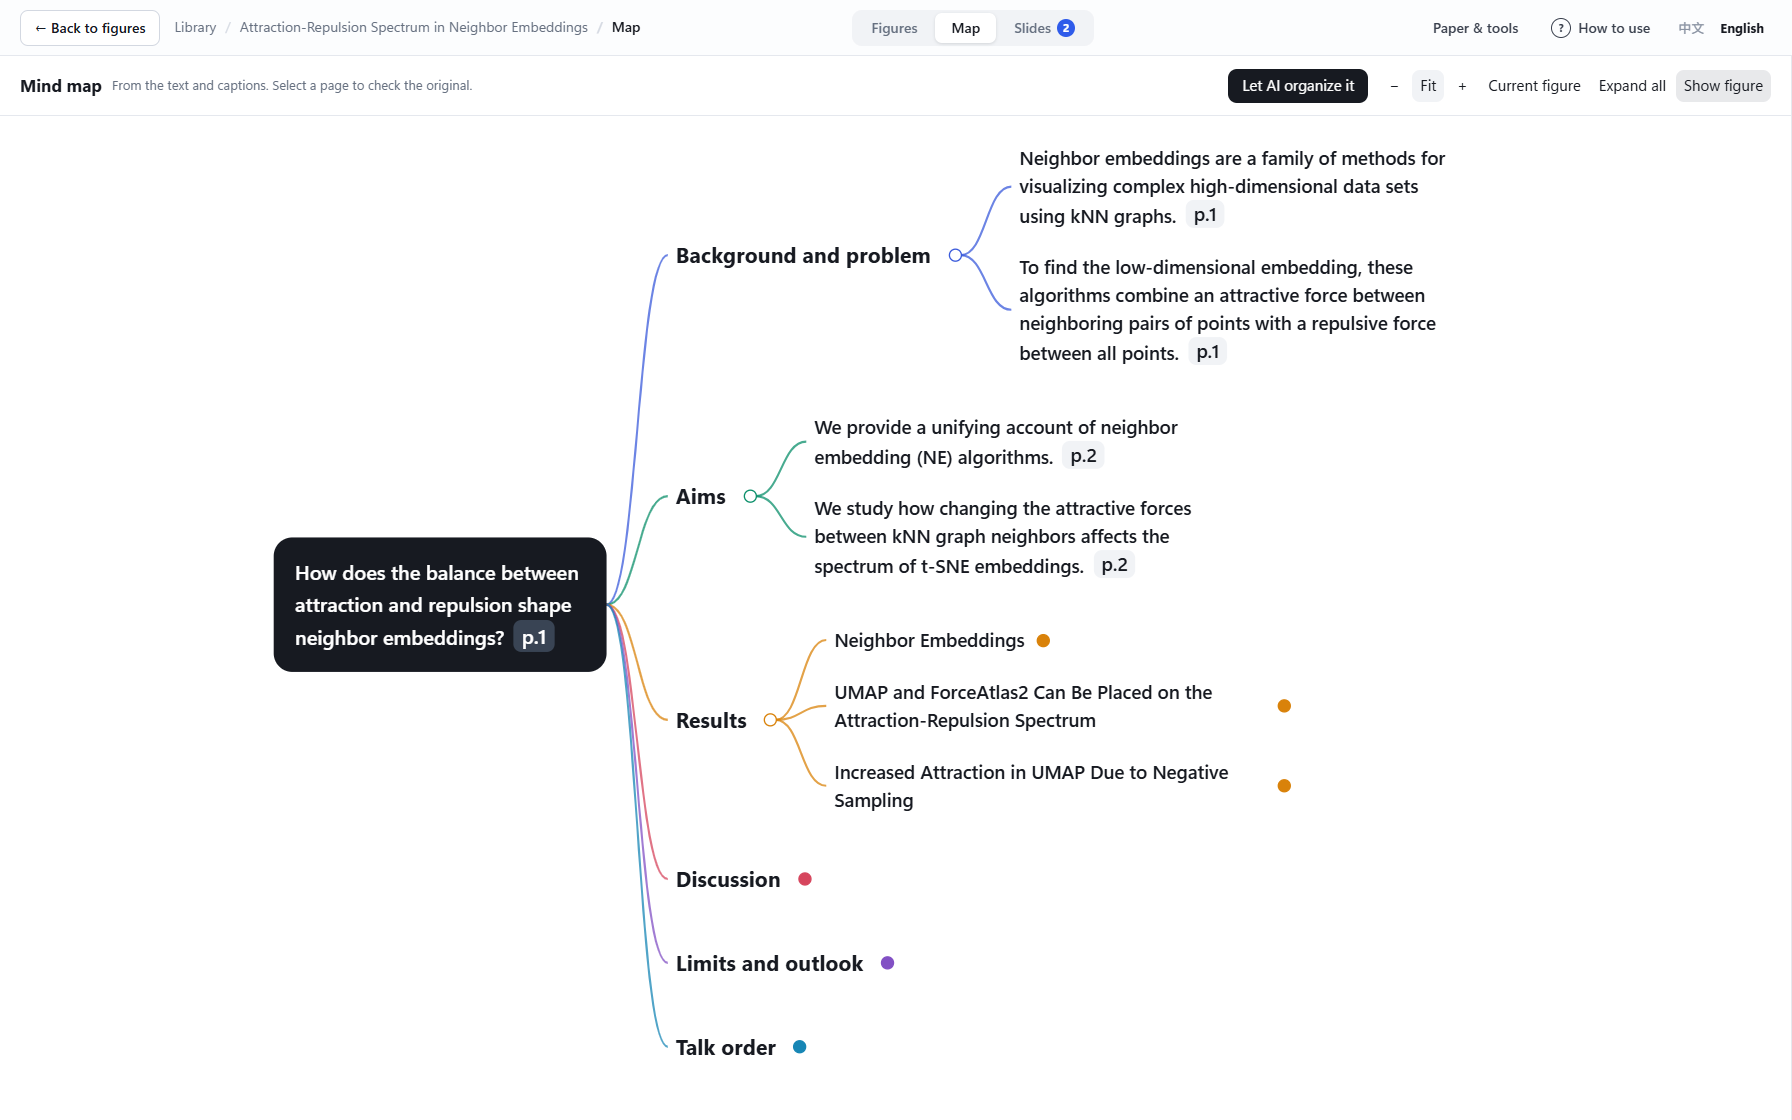 ← Back to figures
Library / Attraction-Repulsion Spectrum in Neighbor Embeddings / Map
Figures
Map
Slides 2
Paper & tools
? How to use
中文
English
Mind map
From the text and captions. Select a page to check the original.
Let AI organize it
−
Fit
+
Current figure
Expand all
Show figure
How does the balance between
attraction and repulsion shape
neighbor embeddings? p.1
Background and problem
Neighbor embeddings are a family of methods for
visualizing complex high-dimensional data sets
using kNN graphs. p.1
To find the low-dimensional embedding, these
algorithms combine an attractive force between
neighboring pairs of points with a repulsive force
between all points. p.1
Aims
We provide a unifying account of neighbor
embedding (NE) algorithms. p.2
We study how changing the attractive forces
between kNN graph neighbors affects the
spectrum of t-SNE embeddings. p.2
Results
Neighbor Embeddings
UMAP and ForceAtlas2 Can Be Placed on the
Attraction-Repulsion Spectrum
Increased Attraction in UMAP Due to Negative
Sampling
Discussion
Limits and outlook
Talk order